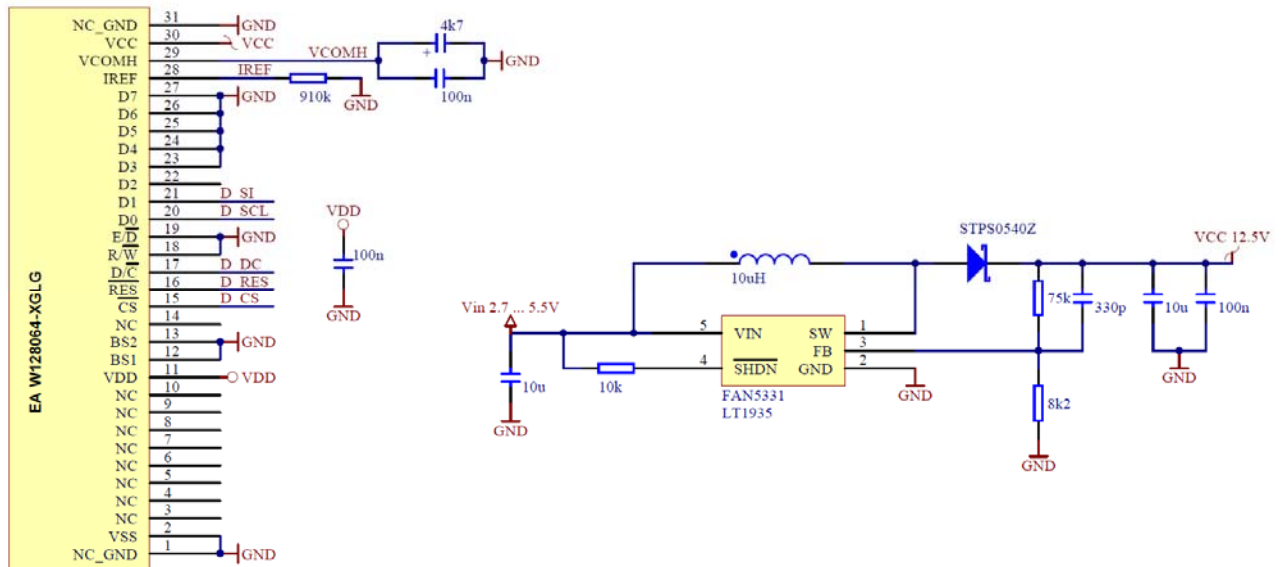 EA W128064-XGLG
NC_GND 31 GND
VCC 30 VCC
VCOMH 29 VCOMH
IREF 28 IREF
D7 27 GND
D6 26
D5 25
D4 24
D3 23
D2 22
D1 21 D_SI
D0 20 D_SCL
E/D 19 GND
R/W 18
D/C 17 D_DC
RES 16 D_RES
CS 15 D_CS
NC 14
BS2 13 GND
BS1 12
VDD 11 VDD
NC 10
NC 9
NC 8
NC 7
NC 6
NC 5
NC 4
NC 3
VSS 2
NC_GND 1 GND
4k7
+
GND
100n
910k
GND
VDD
100n
GND
Vin 2.7 ... 5.5V
10u
GND
10k
10uH
5 VIN SW 1
FB 3
4 SHDN GND 2
FAN5331
LT1935
GND
STPS0540Z
VCC 12.5V
75k
330p
10u
100n
GND
8k2
GND